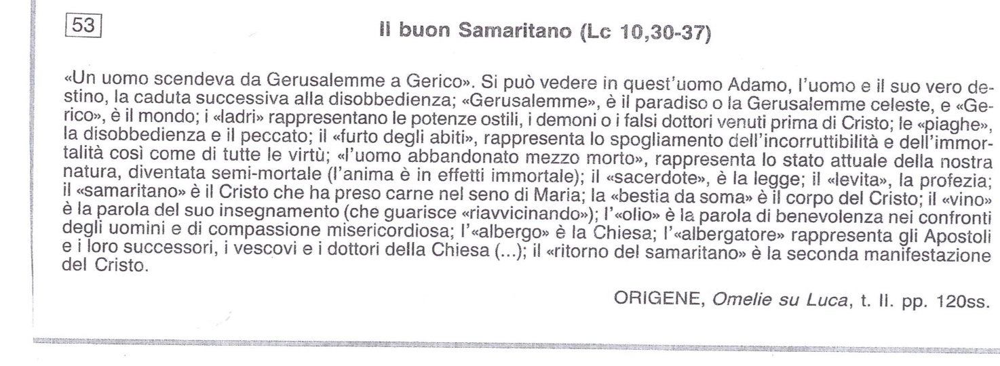 53
Il buon Samaritano (Lc 10,30-37)
«Un uomo scendeva da Gerusalemme a Gerico». Si può vedere in quest'uomo Adamo, l'uomo e il suo vero de-
stino, la caduta successiva alla disobbedienza; «Gerusalemme», è il paradiso o la Gerusalemme celeste, e «Ge-
rico», è il mondo; i «ladri» rappresentano le potenze ostili, i demoni o i falsi dottori venuti prima di Cristo; le «piaghe»,
la disobbedienza e il peccato; il «furto degli abiti», rappresenta lo spogliamento dell'incorruttibilità e dell'immor-
talità così come di tutte le virtù; «l'uomo abbandonato mezzo morto», rappresenta lo stato attuale della nostra
natura, diventata semi-mortale (l'anima è in effetti immortale); il «sacerdote», è la legge; il «levita», la profezia;
il «samaritano» è il Cristo che ha preso carne nel seno di Maria; la «bestia da soma» è il corpo del Cristo; il «vino»
è la parola del suo insegnamento (che guarisce «riavvicinando»); l'«olio» è la parola di benevolenza nei confronti
degli uomini e di compassione misericordiosa; l'«albergo» è la Chiesa; l'«albergatore» rappresenta gli Apostoli
e i loro successori, i vescovi e i dottori della Chiesa (...); il «ritorno del samaritano» è la seconda manifestazione
del Cristo.
ORIGENE, Omelie su Luca, t. II. pp. 120ss.